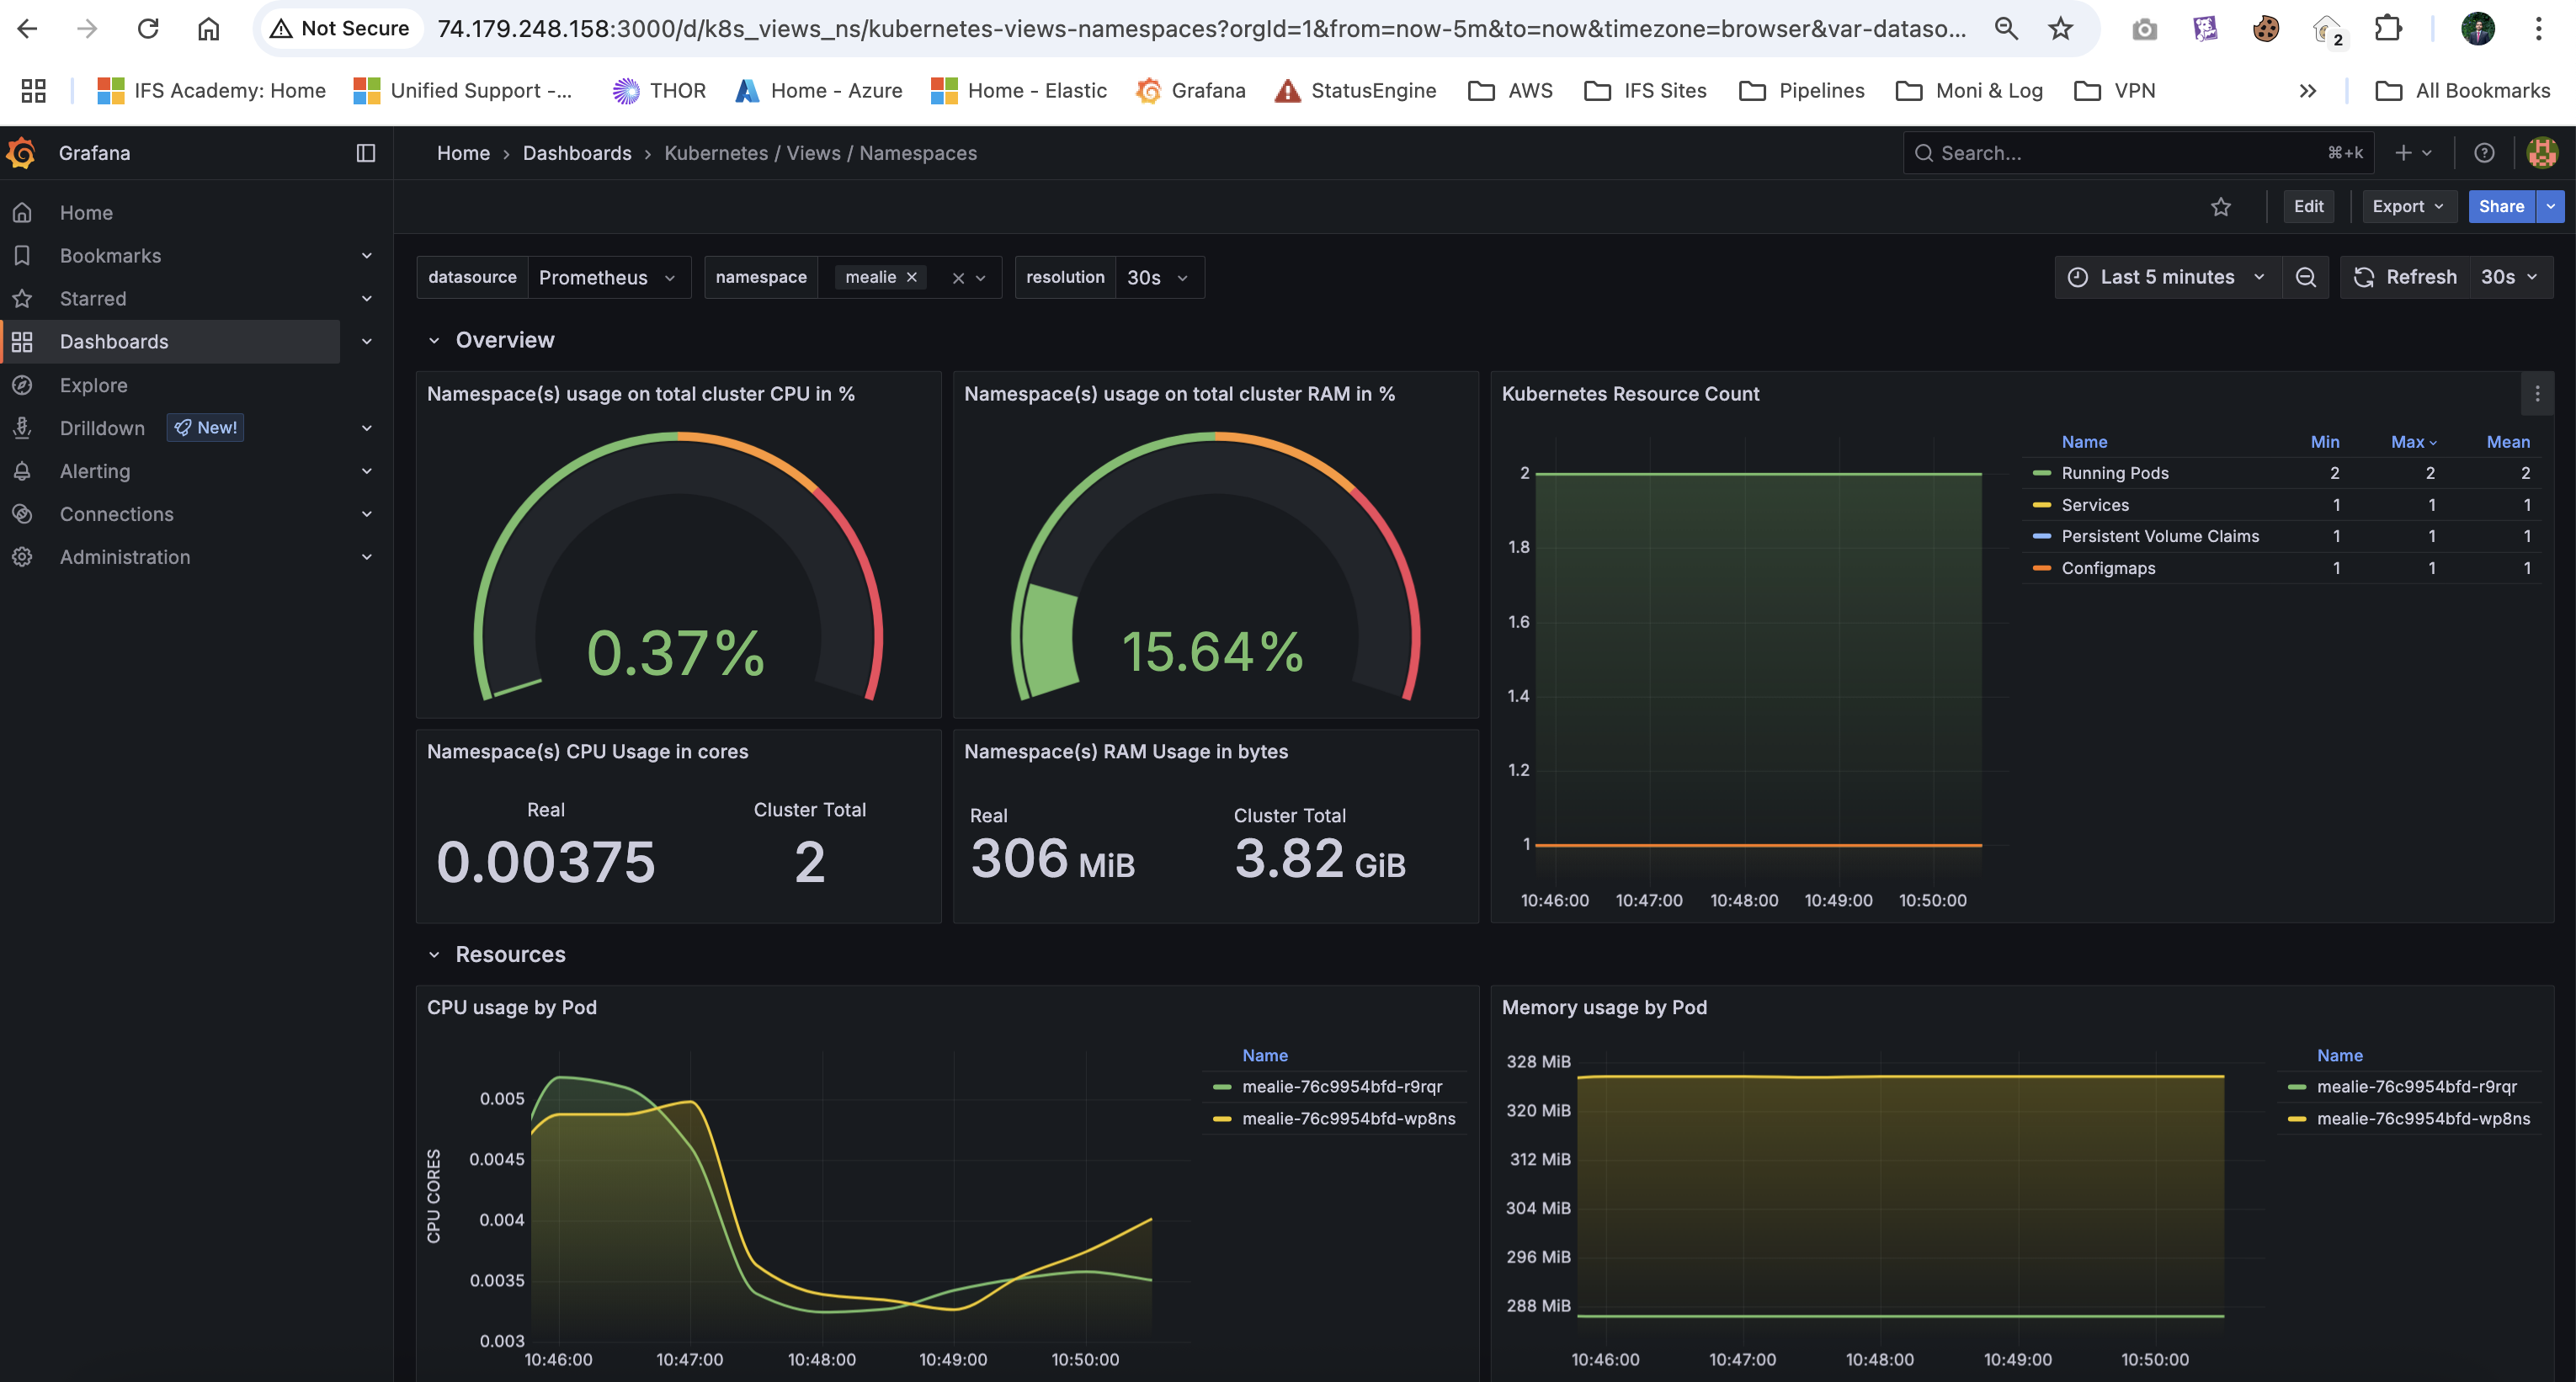 Not Secure 74.179.248.158:3000/d/k8s_views_ns/kubernetes-views-namespaces?orgId=1&from=now-5m&to=now&timezone=browser&var-dataso...
2
IFS Academy: Home Unified Support -... THOR Home - Azure Home - Elastic Grafana StatusEngine AWS IFS Sites Pipelines Moni & Log VPN All Bookmarks
Grafana
Home › Dashboards › Kubernetes / Views / Namespaces
Search... ⌘+k
Edit Export Share
Home
Bookmarks
Starred
Dashboards
Explore
Drilldown New!
Alerting
Connections
Administration
datasource Prometheus namespace mealie resolution 30s
Last 5 minutes Refresh 30s
Overview
Namespace(s) usage on total cluster CPU in %
0.37%
Namespace(s) usage on total cluster RAM in %
15.64%
Kubernetes Resource Count
2
1.8
1.6
1.4
1.2
1
10:46:00 10:47:00 10:48:00 10:49:00 10:50:00
Name Min Max Mean
Running Pods 2 2 2
Services 1 1 1
Persistent Volume Claims 1 1 1
Configmaps 1 1 1
Namespace(s) CPU Usage in cores
Real Cluster Total
0.00375 2
Namespace(s) RAM Usage in bytes
Real Cluster Total
306 MiB 3.82 GiB
Resources
CPU usage by Pod
CPU CORES
0.005
0.0045
0.004
0.0035
0.003
10:46:00 10:47:00 10:48:00 10:49:00 10:50:00
Name
mealie-76c9954bfd-r9rqr
mealie-76c9954bfd-wp8ns
Memory usage by Pod
328 MiB
320 MiB
312 MiB
304 MiB
296 MiB
288 MiB
10:46:00 10:47:00 10:48:00 10:49:00 10:50:00
Name
mealie-76c9954bfd-r9rqr
mealie-76c9954bfd-wp8ns